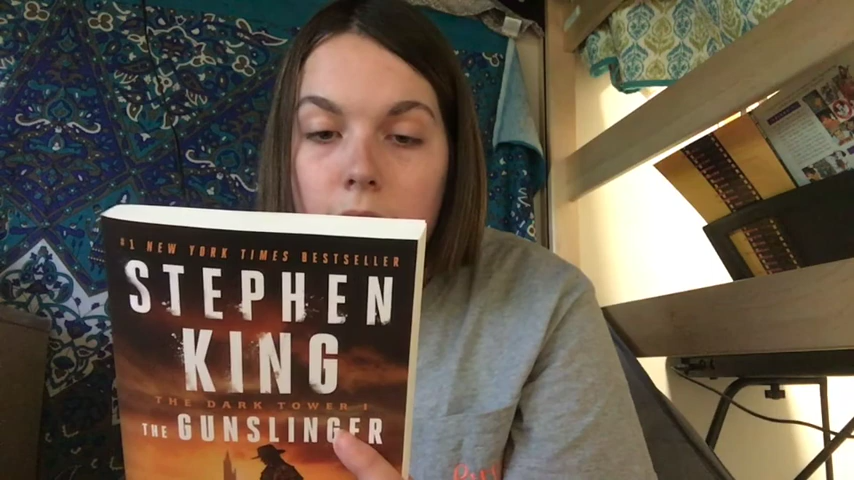 #1 NEW YORK TIMES BESTSELLER
STEPHEN
KING
THE DARK TOWER I
THE GUNSLINGER